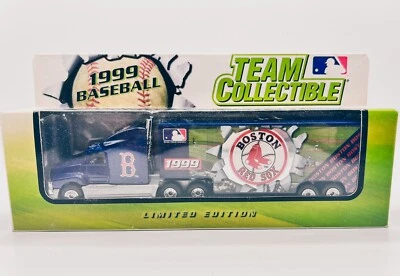 1999
BASEBALL
TEAM
COLLECTIBLE
B
1999
BOSTON
RED SOX
LIMITED EDITION